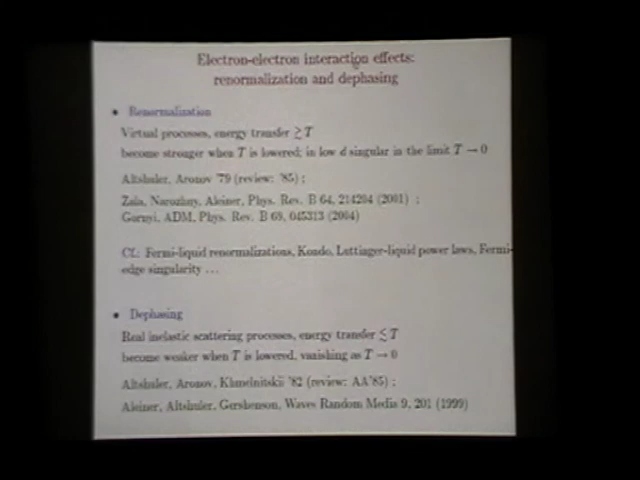 Electron-electron interaction effects:
renormalization and dephasing
• Renormalization
Virtual processes, energy transfer ≳ T
become stronger when T is lowered; in low d singular in the limit T → 0
Altshuler, Aronov '79 (review: '85) ;
Zala, Narozhny, Aleiner, Phys. Rev. B 64, 214204 (2001) ;
Gornyi, ADM, Phys. Rev. B 69, 045313 (2004)
Cf.: Fermi-liquid renormalizations, Kondo, Luttinger-liquid power laws, Fermi-
edge singularity ...
• Dephasing
Real inelastic scattering processes, energy transfer ≲ T
become weaker when T is lowered, vanishing as T → 0
Altshuler, Aronov, Khmelnitskii '82 (review: AA'85) ;
Aleiner, Altshuler, Gershenson, Waves Random Media 9, 201 (1999)